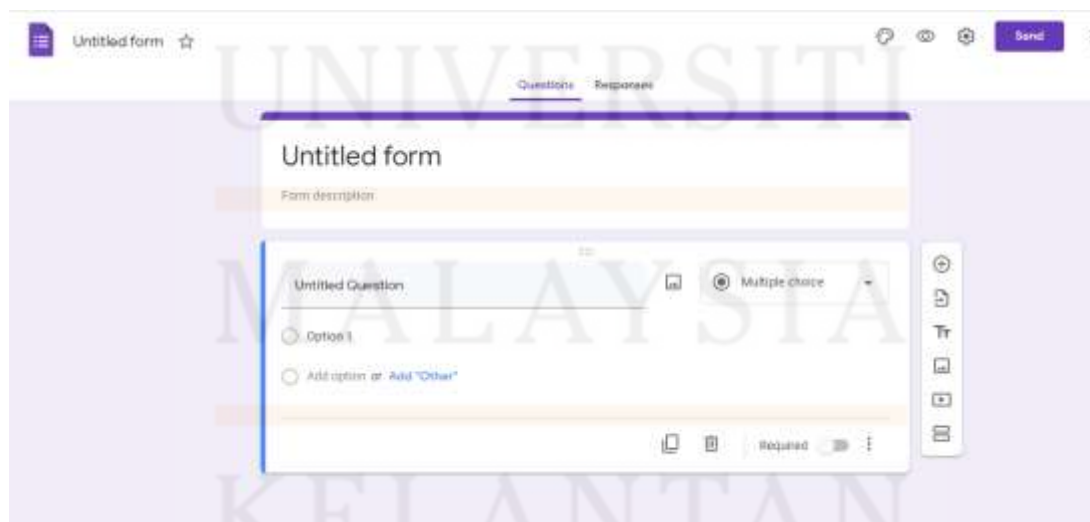 Untitled form
Send
Questions Responses
Untitled form
Form description
Untitled Question
Multiple choice
Option 1
Add option or Add "Other"
Required
UNIVERSITI
MALAYSIA
KELANTAN